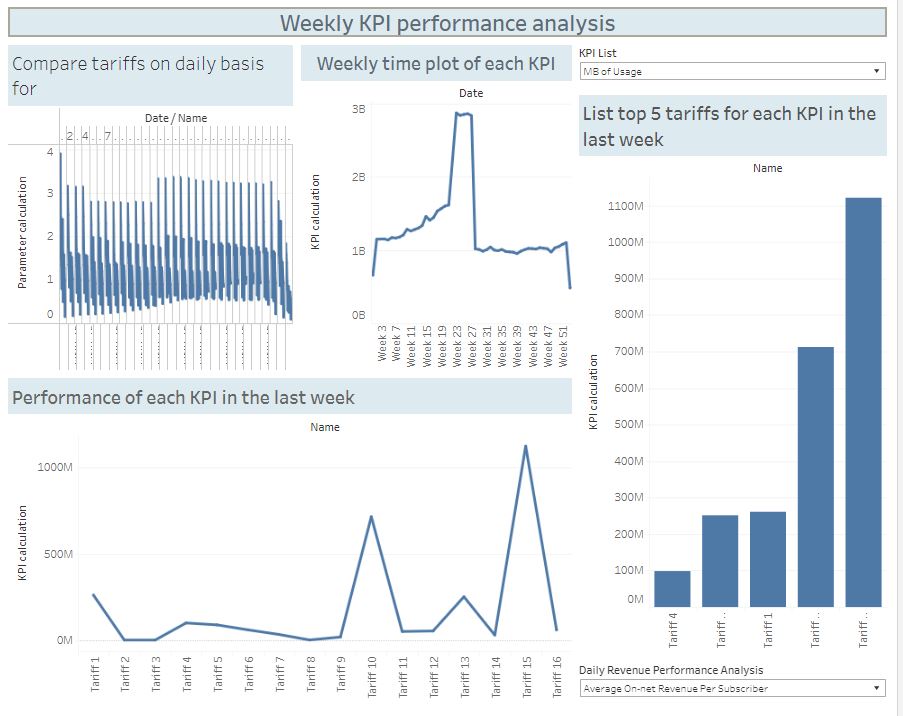 Weekly KPI performance analysis
Compare tariffs on daily basis
for
Date / Name
. 2 . 4 . . 7 . . . . . . . . . . . . . . . . . .
Parameter calculation
4
3
2
1
0
Weekly time plot of each KPI
Date
KPI calculation
3B
2B
1B
0B
Week 3
Week 7
Week 11
Week 15
Week 19
Week 23
Week 27
Week 31
Week 35
Week 39
Week 43
Week 47
Week 51
KPI List
MB of Usage
List top 5 tariffs for each KPI in the
last week
Name
KPI calculation
1100M
1000M
900M
800M
700M
600M
500M
400M
300M
200M
100M
0M
Tariff 4
Tariff ..
Tariff 1
Tariff ..
Tariff ..
Performance of each KPI in the last week
Name
KPI calculation
1000M
500M
0M
Tariff 1
Tariff 2
Tariff 3
Tariff 4
Tariff 5
Tariff 6
Tariff 7
Tariff 8
Tariff 9
Tariff 10
Tariff 11
Tariff 12
Tariff 13
Tariff 14
Tariff 15
Tariff 16
Daily Revenue Performance Analysis
Average On-net Revenue Per Subscriber